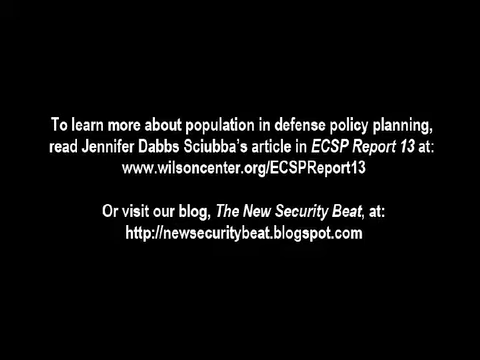 To learn more about population in defense policy planning,
read Jennifer Dabbs Sciubba's article in ECSP Report 13 at:
www.wilsoncenter.org/ECSPReport13
Or visit our blog, The New Security Beat, at:
http://newsecuritybeat.blogspot.com